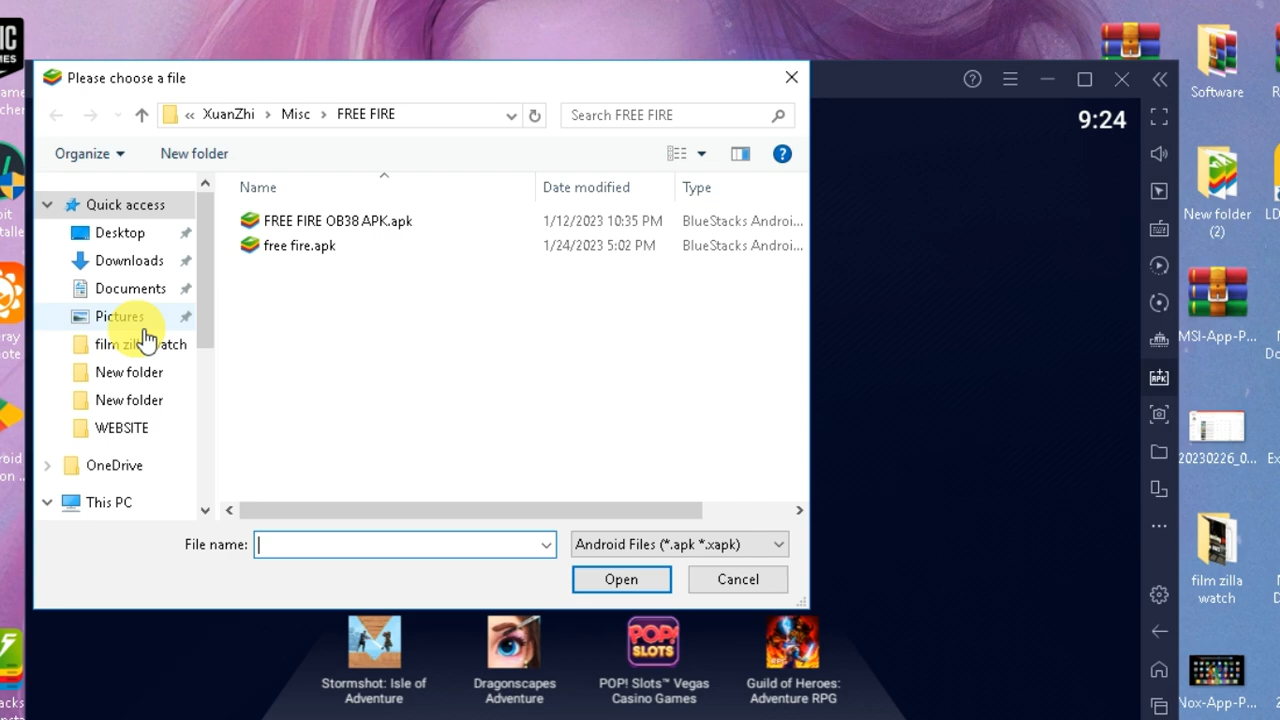 IC
MES
Please choose a file
« XuanZhi > Misc > FREE FIRE
Search FREE FIRE
Organize
New folder
Name
Date modified
Type
FREE FIRE OB38 APK.apk
1/12/2023 10:35 PM
BlueStacks Androi...
free fire.apk
1/24/2023 5:02 PM
BlueStacks Androi...
Quick access
Desktop
Downloads
Documents
Pictures
New folder
New folder
WEBSITE
OneDrive
This PC
File name:
Android Files (*.apk *.xapk)
Open
Cancel
9:24
APK
Stormshot: Isle of
Adventure
Dragonscapes
Adventure
POP!
SLOTS
POP! Slots™ Vegas
Casino Games
Guild of Heroes:
Adventure RPG
Software
New folder
(2)
MSI-App-P...
20230226_0...
film zilla
watch
Nox-App-P...